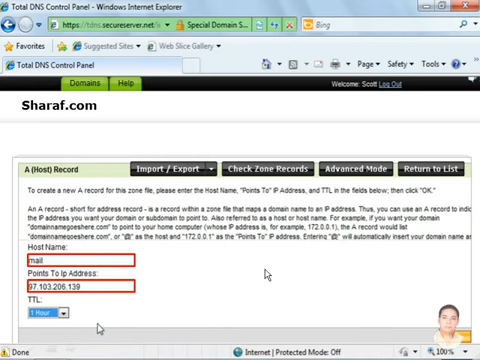 Total DNS Control Panel - Windows Internet Explorer
https://tdns.secureserver.net/
Special Domain S...
Bing
Favorites
Suggested Sites
Web Slice Gallery
Total DNS Control Panel
Page
Safety
Tools
Domains
Help
Welcome: Scott Log Out
Sharaf.com
A (Host) Record
Import / Export
Check Zone Records
Advanced Mode
Return to List
To create a new A record for this zone file, please enter the Host Name, "Points To" IP Address, and TTL in the fields below; then click "OK."
An A record - short for address record - is a record within a zone file that maps a domain name to an IP address. Thus, you can use an A record to indic
the IP address you want your domain or subdomain to point to. Also referred to as a host or host name. For example, if you want your domain
"domainnamegoeshere.com" to point to your home computer (whose IP address is, for example, 172.0.0.1), the A record would list
"domainnamegoeshere.com", or "@" as the host and "172.0.0.1" as the "Points To" IP Address. Entering "@" will automatically insert your domain name as
Host Name:
mail
Points To Ip Address:
97.103.206.139
TTL:
1 Hour
Done
Internet | Protected Mode: Off
100%